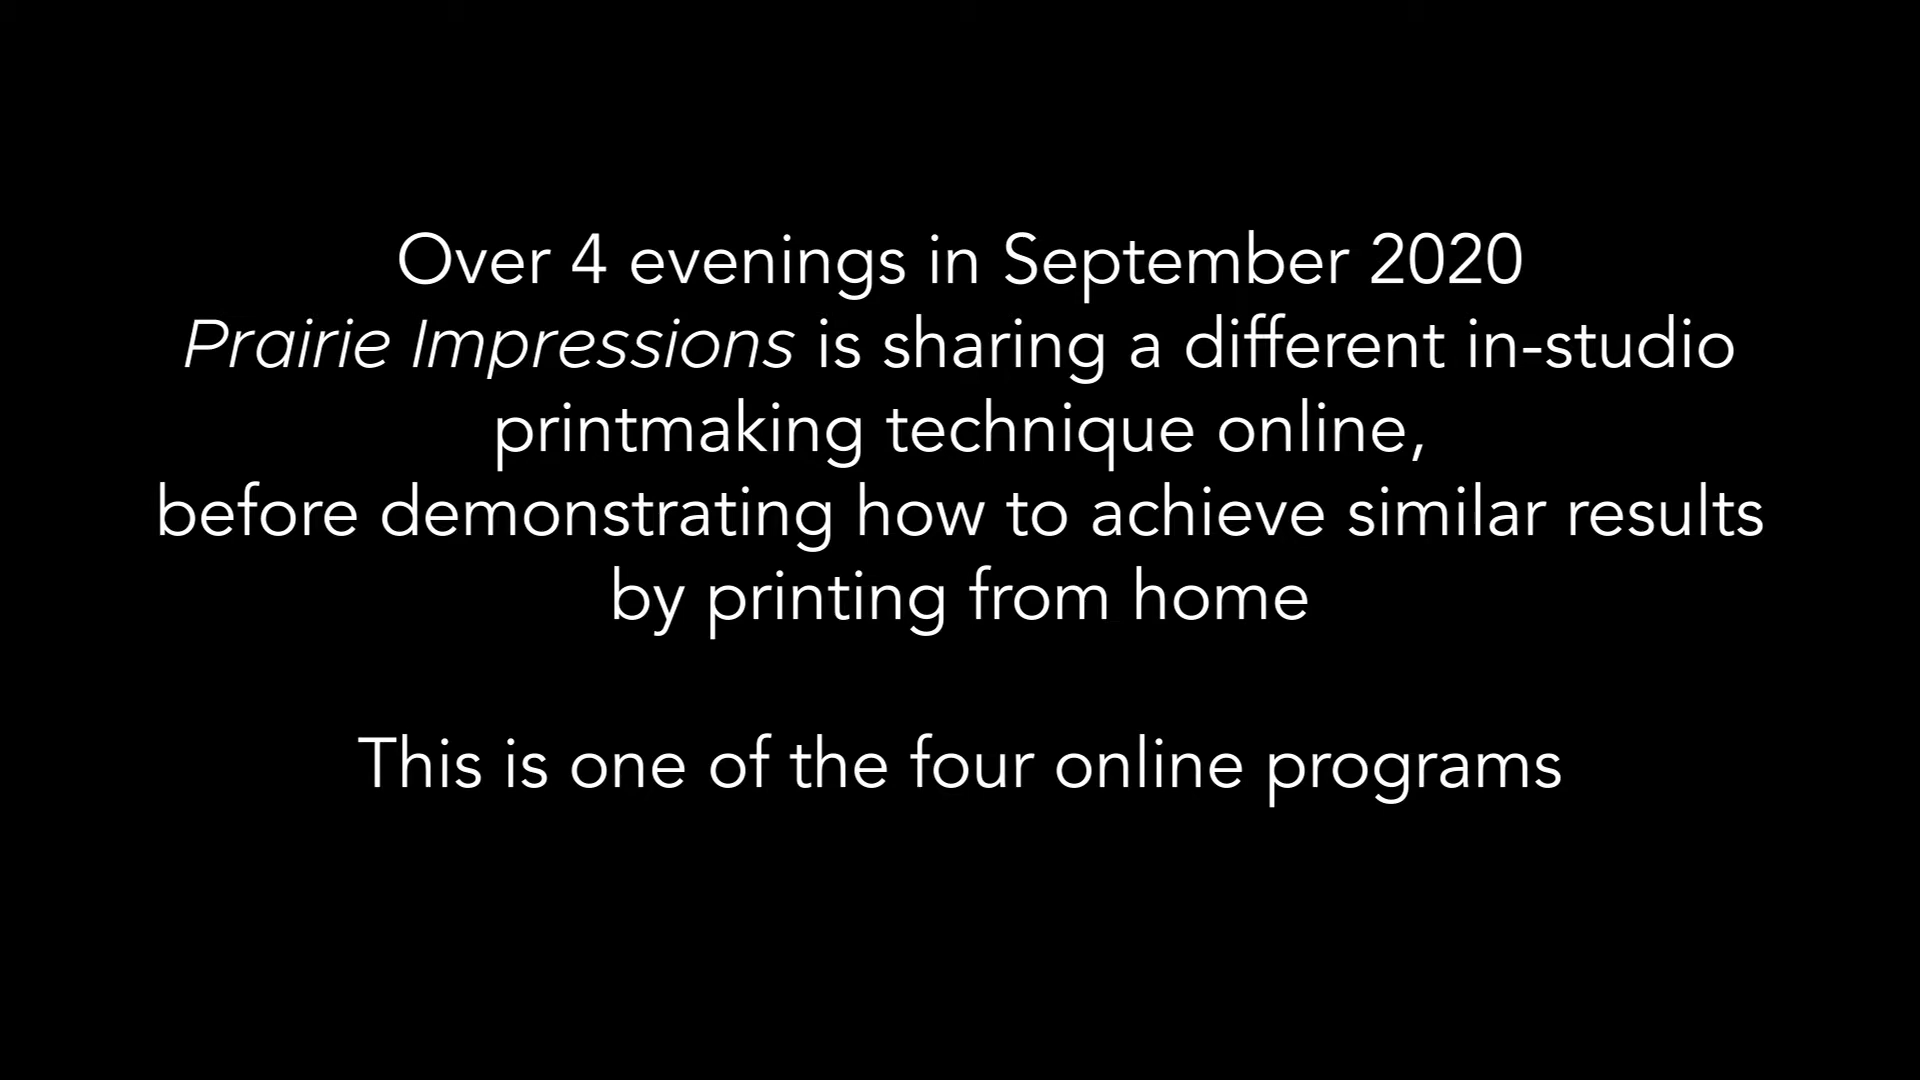 Over 4 evenings in September 2020
Prairie Impressions is sharing a different in-studio
printmaking technique online,
before demonstrating how to achieve similar results
by printing from home
This is one of the four online programs